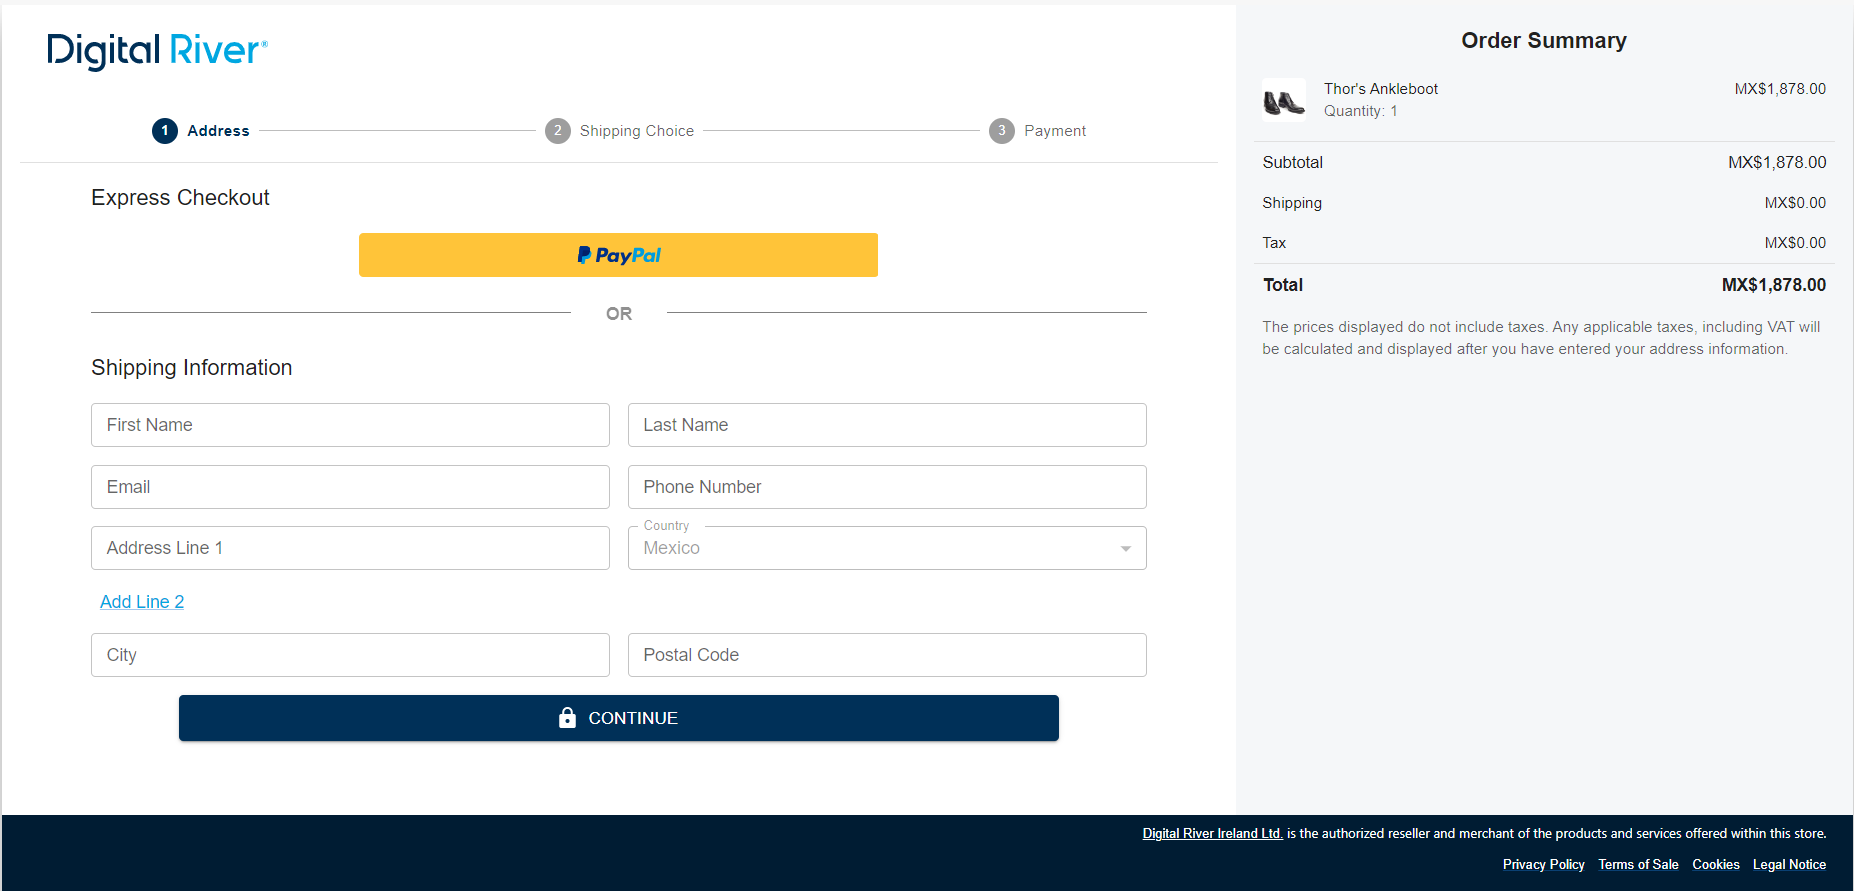 Digital River®
1 Address
2 Shipping Choice
3 Payment
Express Checkout
PayPal
OR
Shipping Information
First Name
Last Name
Email
Phone Number
Address Line 1
Country
Mexico
Add Line 2
City
Postal Code
CONTINUE
Order Summary
Thor's Ankleboot MX$1,878.00
Quantity: 1
Subtotal MX$1,878.00
Shipping MX$0.00
Tax MX$0.00
Total MX$1,878.00
The prices displayed do not include taxes. Any applicable taxes, including VAT will
be calculated and displayed after you have entered your address information.
Digital River Ireland Ltd. is the authorized reseller and merchant of the products and services offered within this store.
Privacy Policy Terms of Sale Cookies Legal Notice